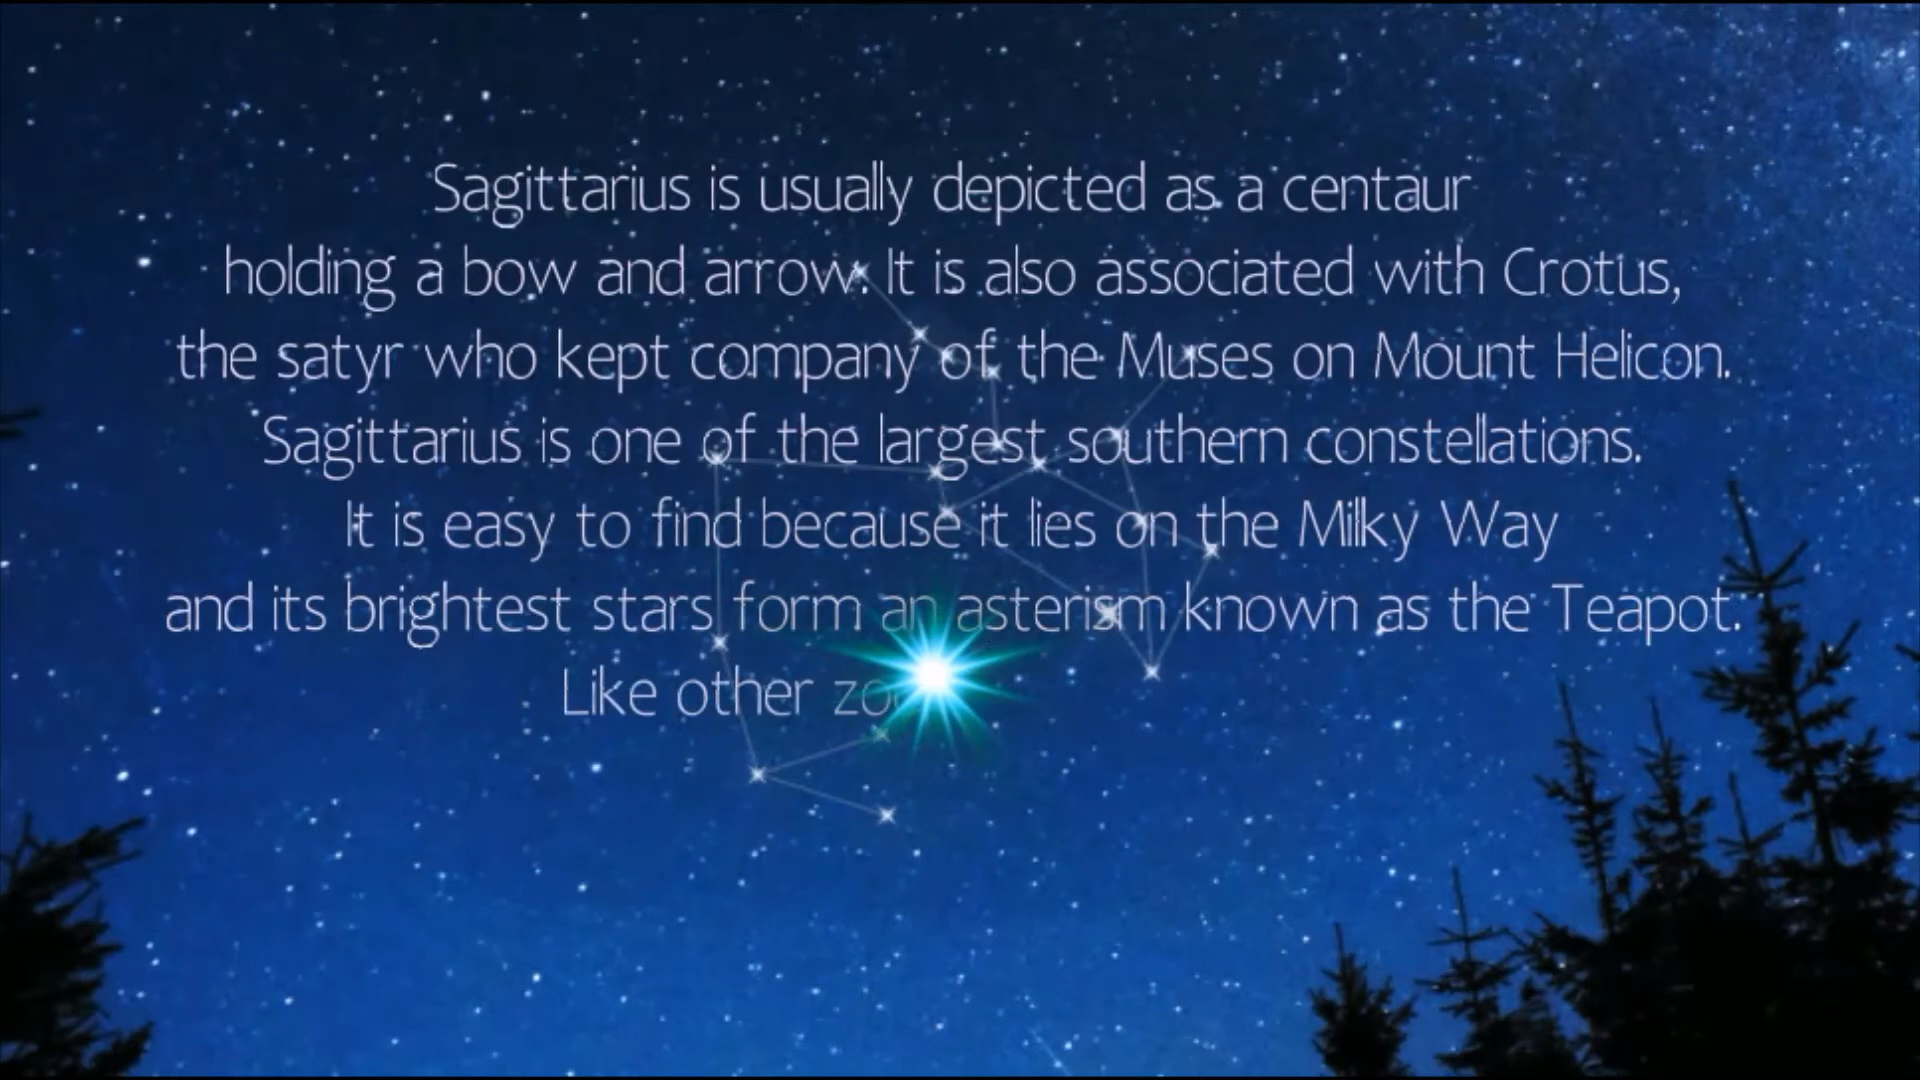 Sagittarius is usually depicted as a centaur
holding a bow and arrow. It is also associated with Crotus,
the satyr who kept company of the Muses on Mount Helicon.
Sagittarius is one of the largest southern constellations.
It is easy to find because it lies on the Milky Way
and its brightest stars form an asterism known as the Teapot.
Like other